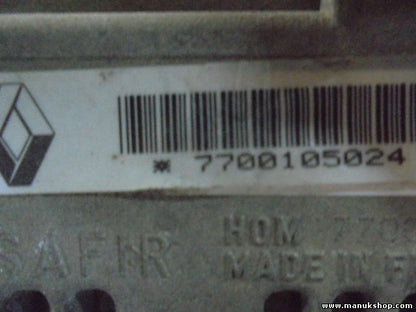 7700105024
SAFIR HOM
MADE IN F
www.manukshop.com